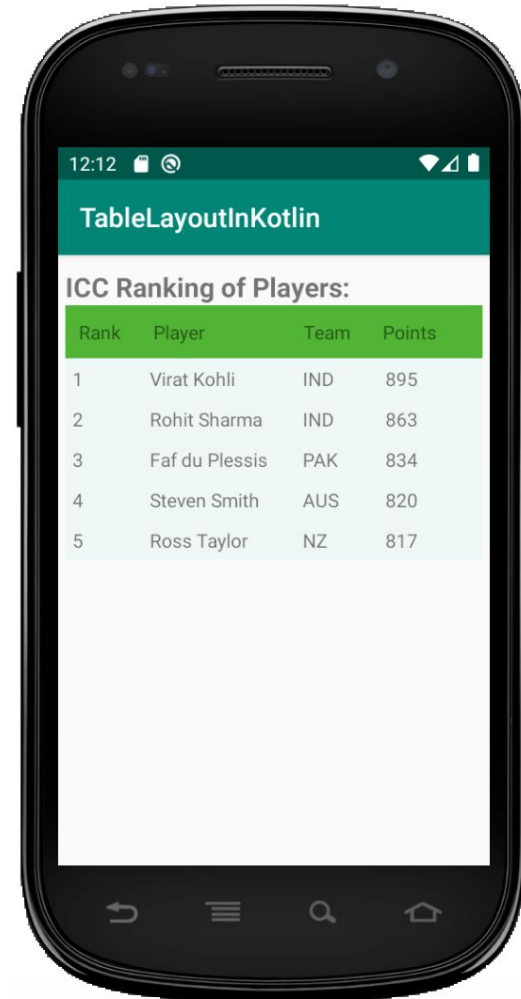 12:12
TableLayoutInKotlin
ICC Ranking of Players:
Rank Player Team Points
1 Virat Kohli IND 895
2 Rohit Sharma IND 863
3 Faf du Plessis PAK 834
4 Steven Smith AUS 820
5 Ross Taylor NZ 817